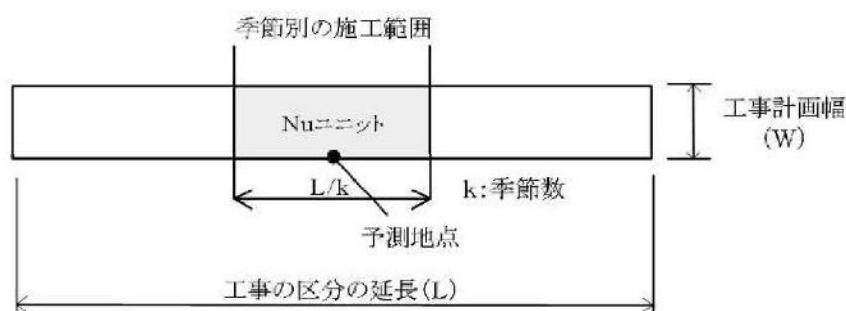 季節別の施工範囲
Nuユニット
工事計画幅
(W)
L/k
k:季節数
予測地点
工事の区分の延長(L)